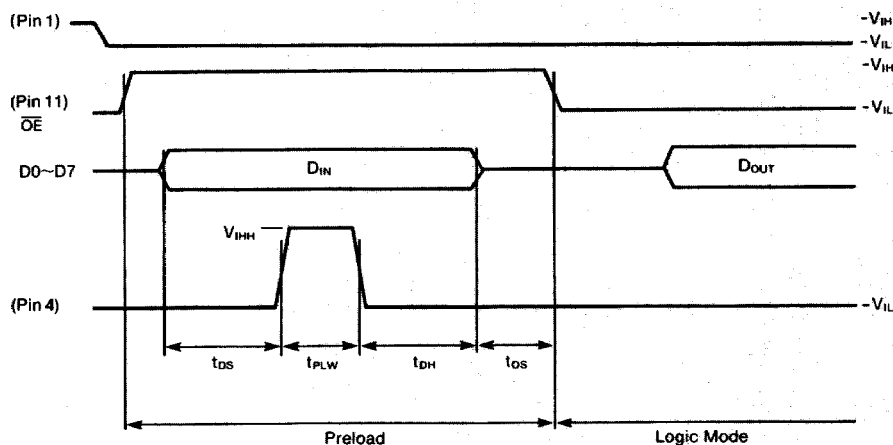 (Pin 1)
-VIH
-VIL
-VIH
(Pin 11)
OE
-VIL
D0~D7
DIN
DOUT
VIHH
(Pin 4)
-VIL
tDS
tPLW
tDH
tOS
Preload
Logic Mode